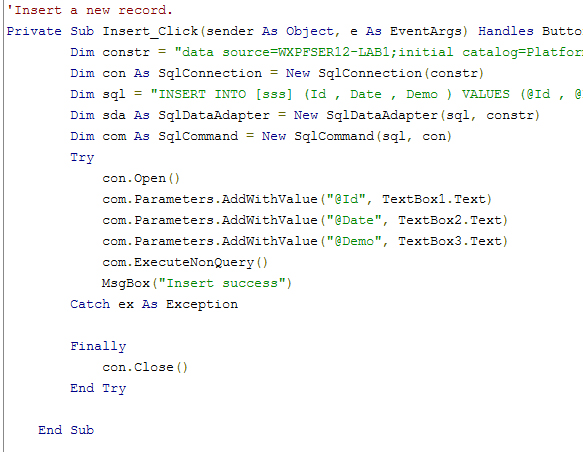 'Insert a new record.
Private Sub Insert_Click(sender As Object, e As EventArgs) Handles Butto
Dim constr = "data source=WXPFSER12-LAB1;initial catalog=Platfor
Dim con As SqlConnection = New SqlConnection(constr)
Dim sql = "INSERT INTO [sss] (Id , Date , Demo ) VALUES (@Id , @
Dim sda As SqlDataAdapter = New SqlDataAdapter(sql, constr)
Dim com As SqlCommand = New SqlCommand(sql, con)
Try
con.Open()
com.Parameters.AddWithValue("@Id", TextBox1.Text)
com.Parameters.AddWithValue("@Date", TextBox2.Text)
com.Parameters.AddWithValue("@Demo", TextBox3.Text)
com.ExecuteNonQuery()
MsgBox("Insert success")
Catch ex As Exception
Finally
con.Close()
End Try
End Sub